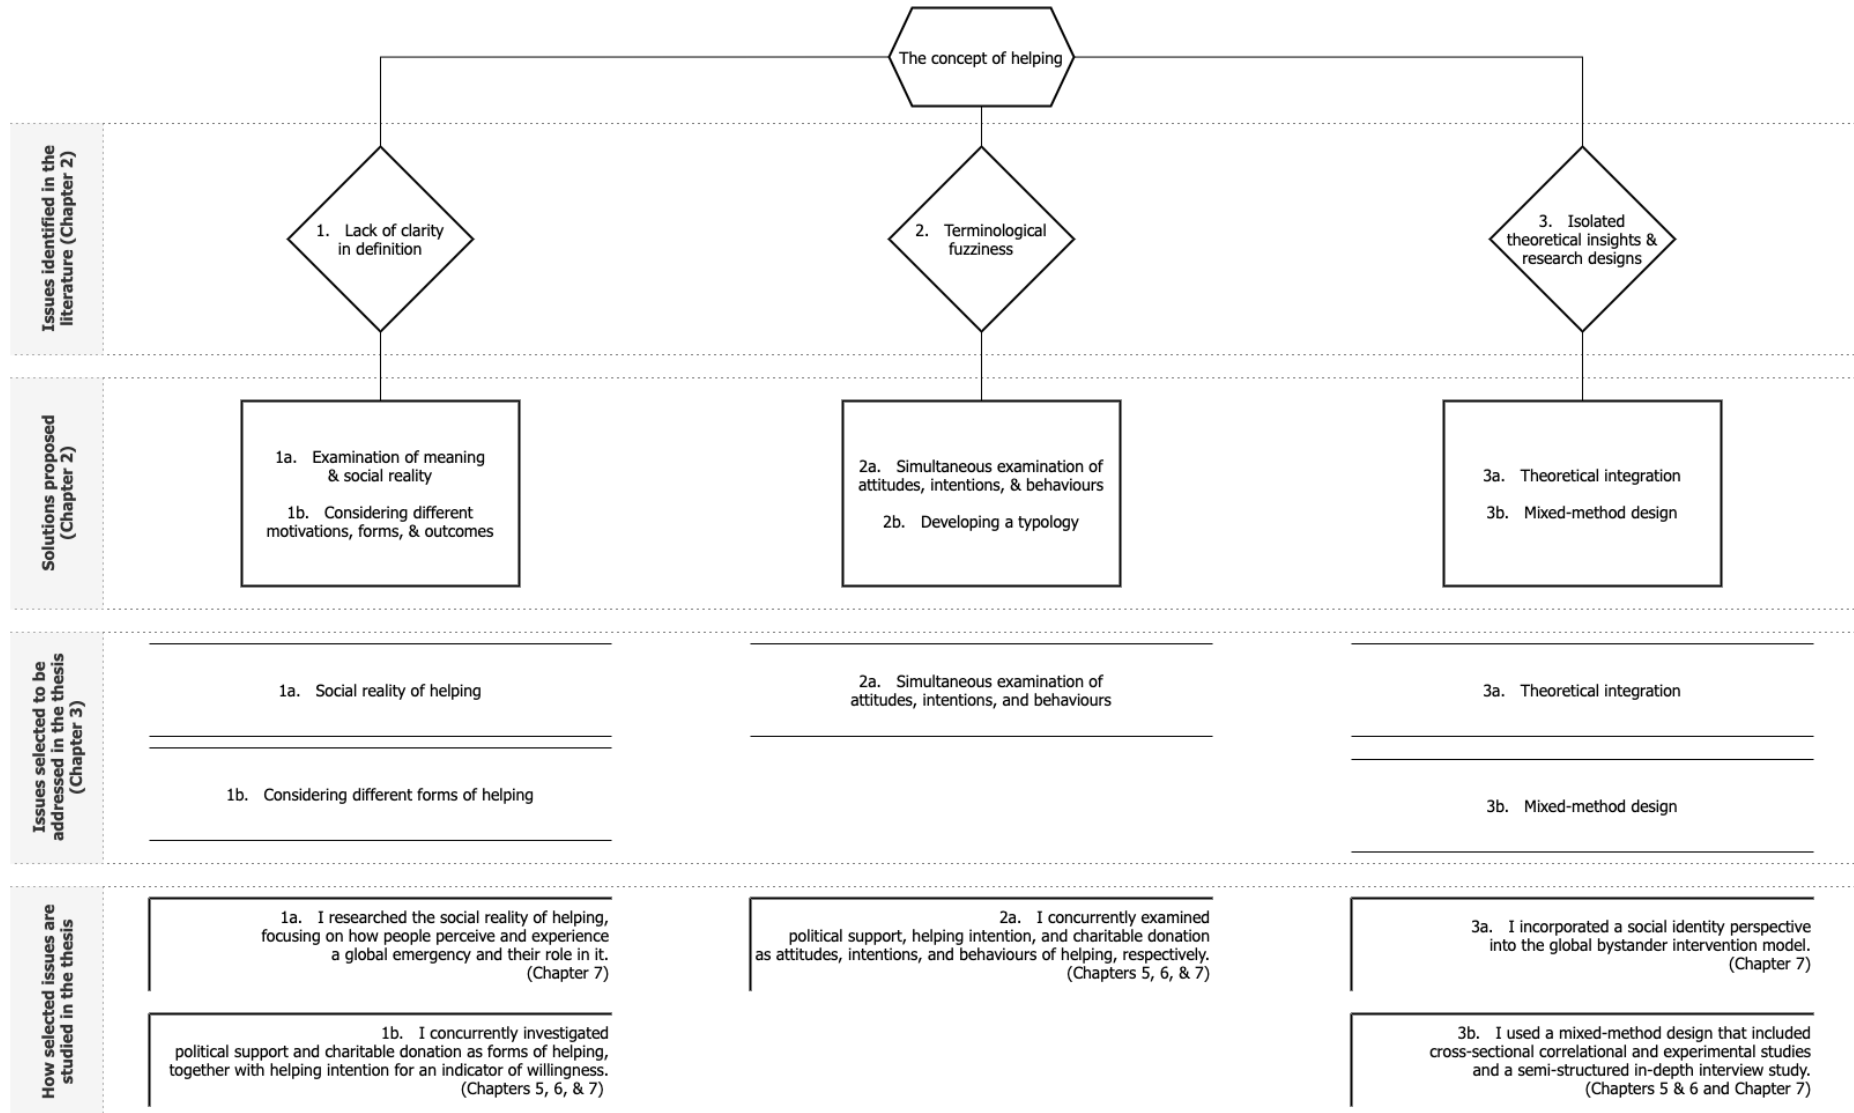 The concept of helping
Issues identified in the
literature (Chapter 2)
1. Lack of clarity
in definition
2. Terminological
fuzziness
3. Isolated
theoretical insights &
research designs
Solutions proposed
(Chapter 2)
1a. Examination of meaning
& social reality
1b. Considering different
motivations, forms, & outcomes
2a. Simultaneous examination of
attitudes, intentions, & behaviours
2b. Developing a typology
3a. Theoretical integration
3b. Mixed-method design
Issues selected to be
addressed in the thesis
(Chapter 3)
1a. Social reality of helping
1b. Considering different forms of helping
2a. Simultaneous examination of
attitudes, intentions, and behaviours
3a. Theoretical integration
3b. Mixed-method design
How selected issues are
studied in the thesis
1a. I researched the social reality of helping,
focusing on how people perceive and experience
a global emergency and their role in it.
(Chapter 7)
1b. I concurrently investigated
political support and charitable donation as forms of helping,
together with helping intention for an indicator of willingness.
(Chapters 5, 6, & 7)
2a. I concurrently examined
political support, helping intention, and charitable donation
as attitudes, intentions, and behaviours of helping, respectively.
(Chapters 5, 6, & 7)
3a. I incorporated a social identity perspective
into the global bystander intervention model.
(Chapter 7)
3b. I used a mixed-method design that included
cross-sectional correlational and experimental studies
and a semi-structured in-depth interview study.
(Chapters 5 & 6 and Chapter 7)